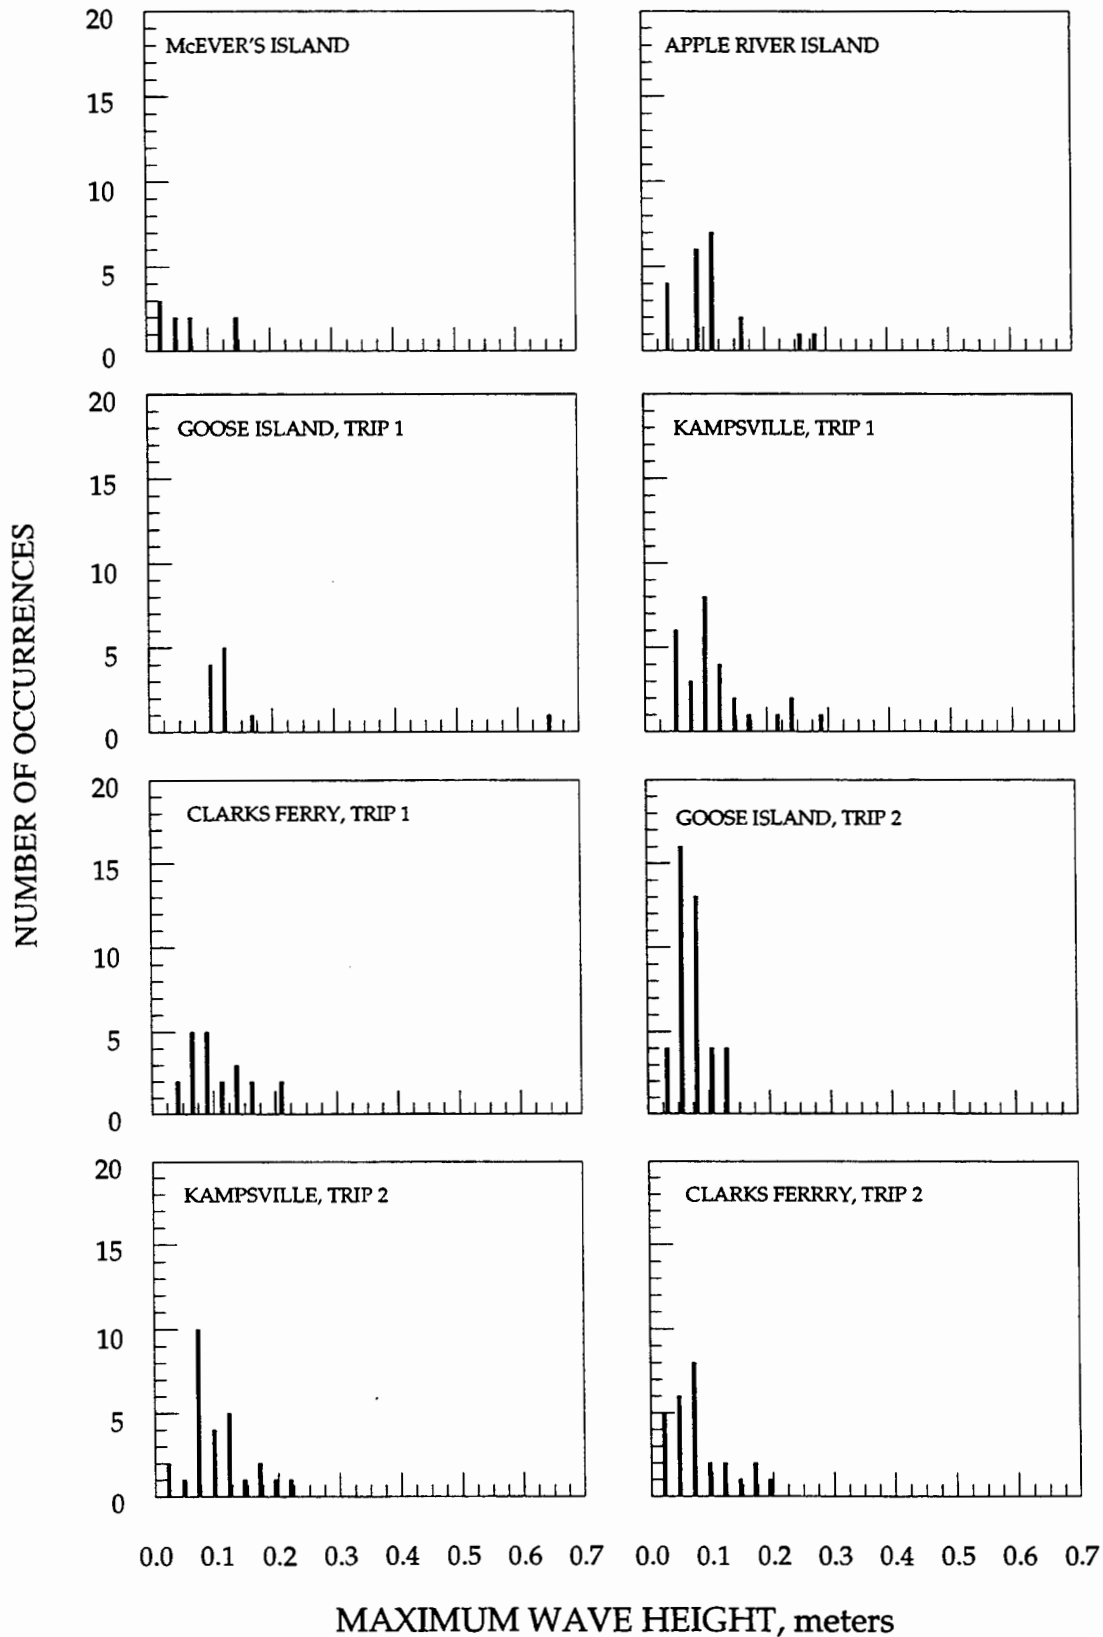 NUMBER OF OCCURRENCES
20
15
10
5
0
McEVER'S ISLAND
APPLE RIVER ISLAND
20
15
10
5
0
GOOSE ISLAND, TRIP 1
KAMPSVILLE, TRIP 1
20
15
10
5
0
CLARKS FERRY, TRIP 1
GOOSE ISLAND, TRIP 2
20
15
10
5
0
KAMPSVILLE, TRIP 2
CLARKS FERRRY, TRIP 2
0.0 0.1 0.2 0.3 0.4 0.5 0.6 0.7 0.0 0.1 0.2 0.3 0.4 0.5 0.6 0.7
MAXIMUM WAVE HEIGHT, meters